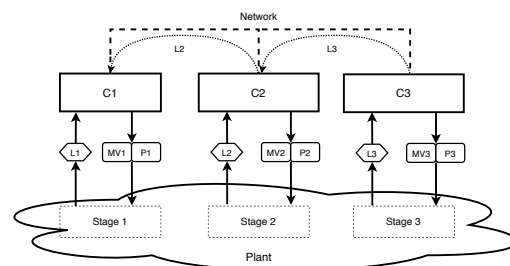 Network
L2 L3
C1 C2 C3
L1 MV1 P1 L2 MV2 P2 L3 MV3 P3
Stage 1 Stage 2 Stage 3
Plant